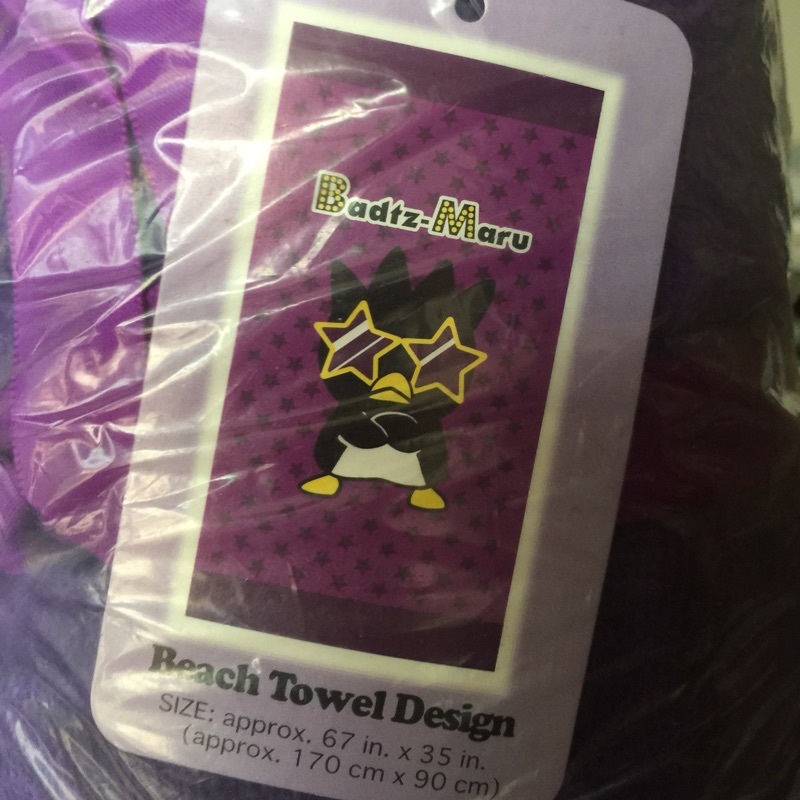 Badtz-Maru
Beach Towel Design
SIZE: approx. 67 in. x 35 in.
(approx. 170 cm x 90 cm)